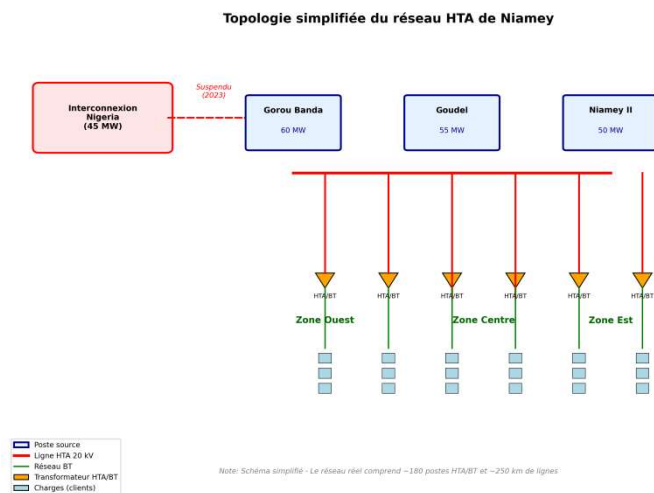 Topologie simplifiée du réseau HTA de Niamey
Interconnexion
Nigeria
(45 MW)
Suspendu
(2023)
Gorou Banda
60 MW
Goudel
55 MW
Niamey II
50 MW
HTA/BT
HTA/BT
HTA/BT
HTA/BT
HTA/BT
HTA/BT
Zone Ouest
Zone Centre
Zone Est
Poste source
Ligne HTA 20 kV
Réseau BT
Transformateur HTA/BT
Charges (clients)
Note: Schéma simplifié - Le réseau réel comprend ~180 postes HTA/BT et ~250 km de lignes